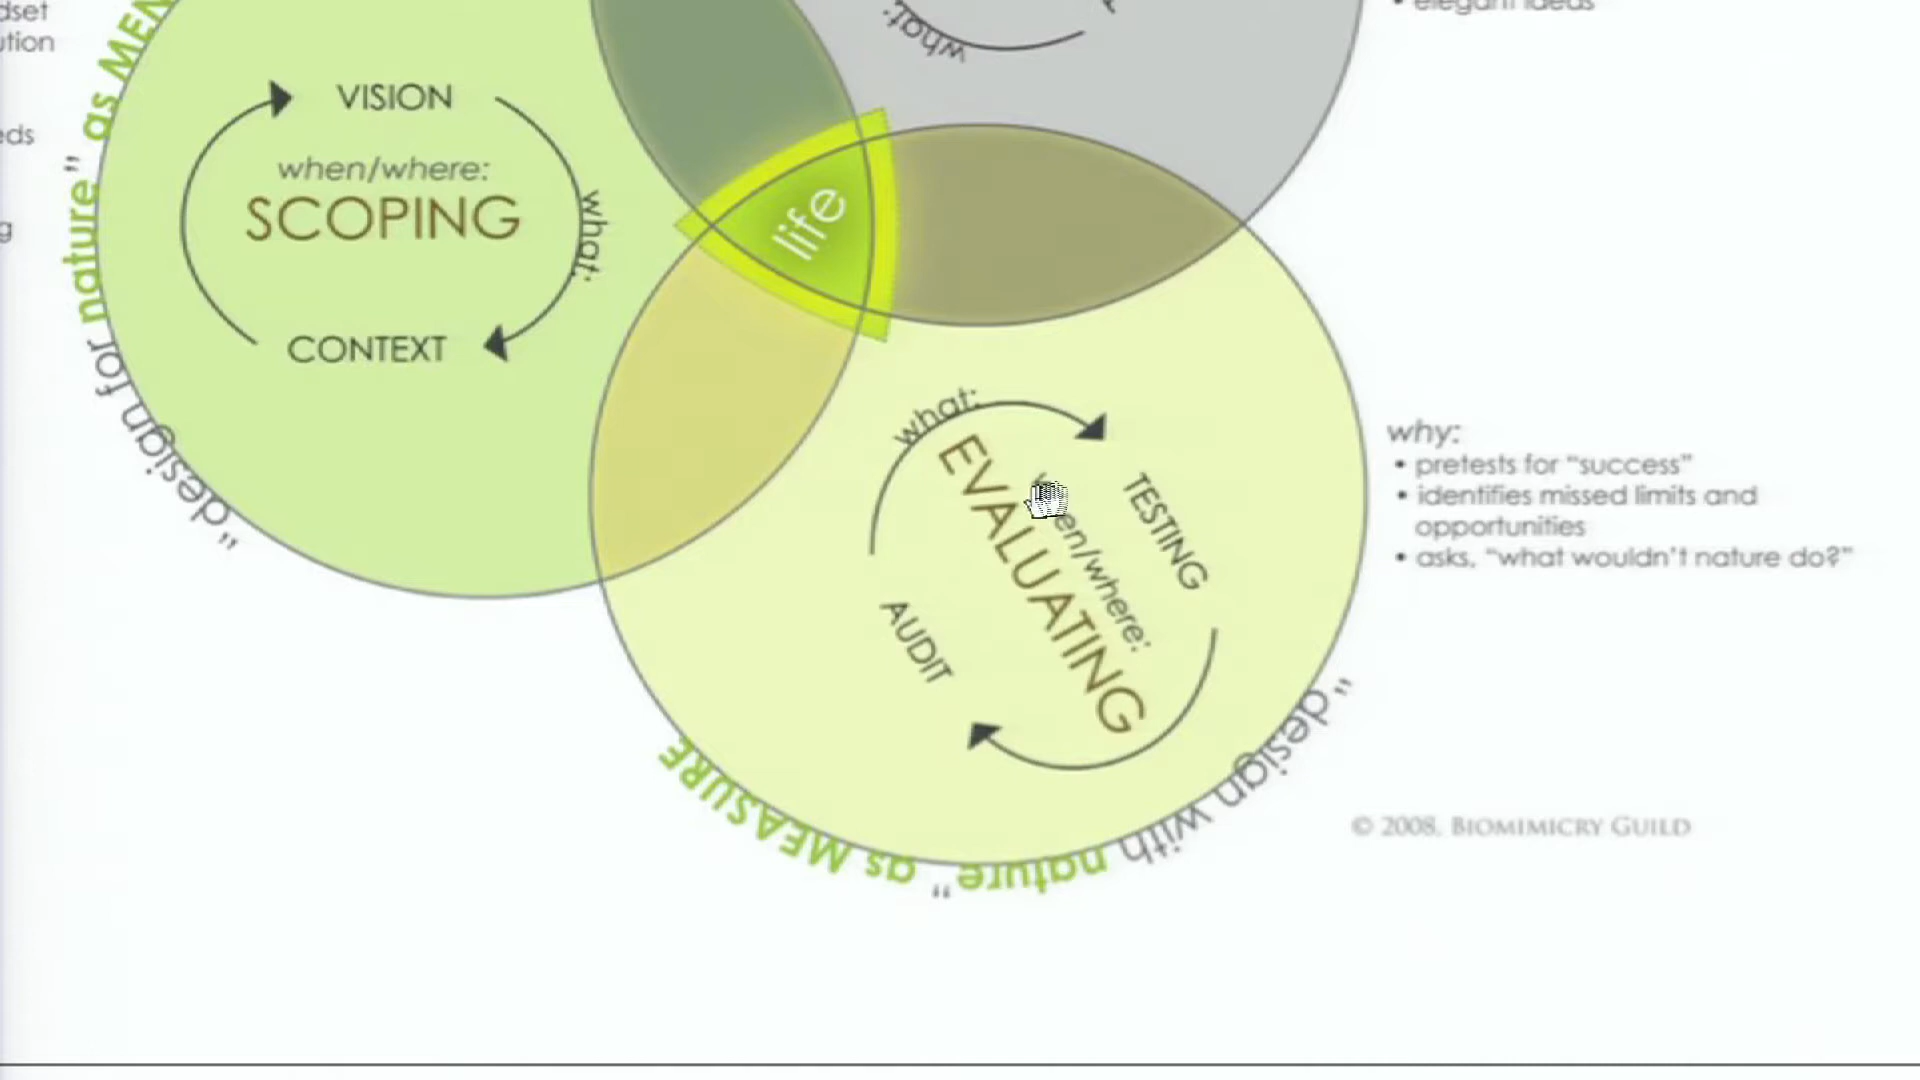 • elegant ideas
what:
"design for nature" as
VISION
when/where:
SCOPING
what:
CONTEXT
life
what:
TESTING
when/where:
EVALUATING
AUDIT
"design with nature" as MEASURE
why:
• pretests for “success”
• identifies missed limits and
opportunities
• asks, “what wouldn’t nature do?”
© 2008, BIOMIMICRY GUILD